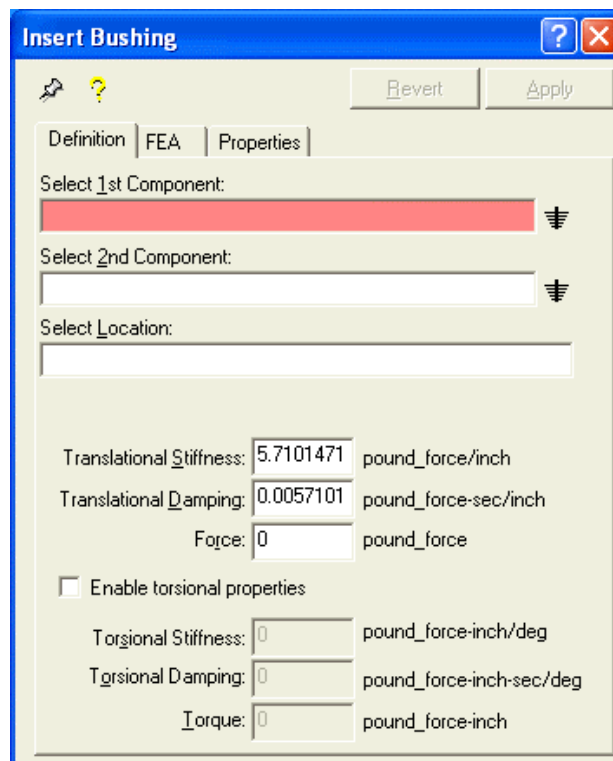 Insert Bushing
Revert Apply
Definition FEA Properties
Select 1st Component:
Select 2nd Component:
Select Location:
Translational Stiffness: 5.7101471 pound_force/inch
Translational Damping: 0.0057101 pound_force-sec/inch
Force: 0 pound_force
Enable torsional properties
Torsional Stiffness: 0 pound_force-inch/deg
Torsional Damping: 0 pound_force-inch-sec/deg
Torque: 0 pound_force-inch